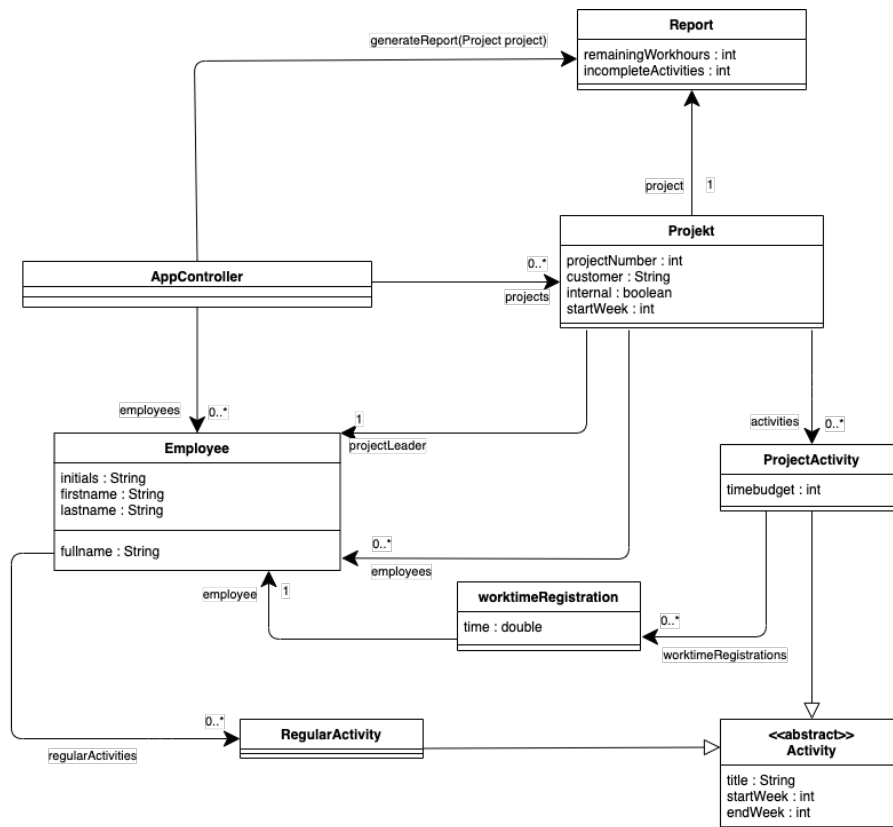 Report
generateReport(Project project)
remainingWorkhours : int
incompleteActivities : int
project
1
Projekt
projectNumber : int
customer : String
internal : boolean
startWeek : int
AppController
0..*
projects
employees
0..*
1
projectLeader
activities
0..*
Employee
initials : String
firstname : String
lastname : String
fullname : String
ProjectActivity
timebudget : int
0..*
employees
employee
1
worktimeRegistration
time : double
0..*
worktimeRegistrations
0..*
regularActivities
RegularActivity
<<abstract>>
Activity
title : String
startWeek : int
endWeek : int